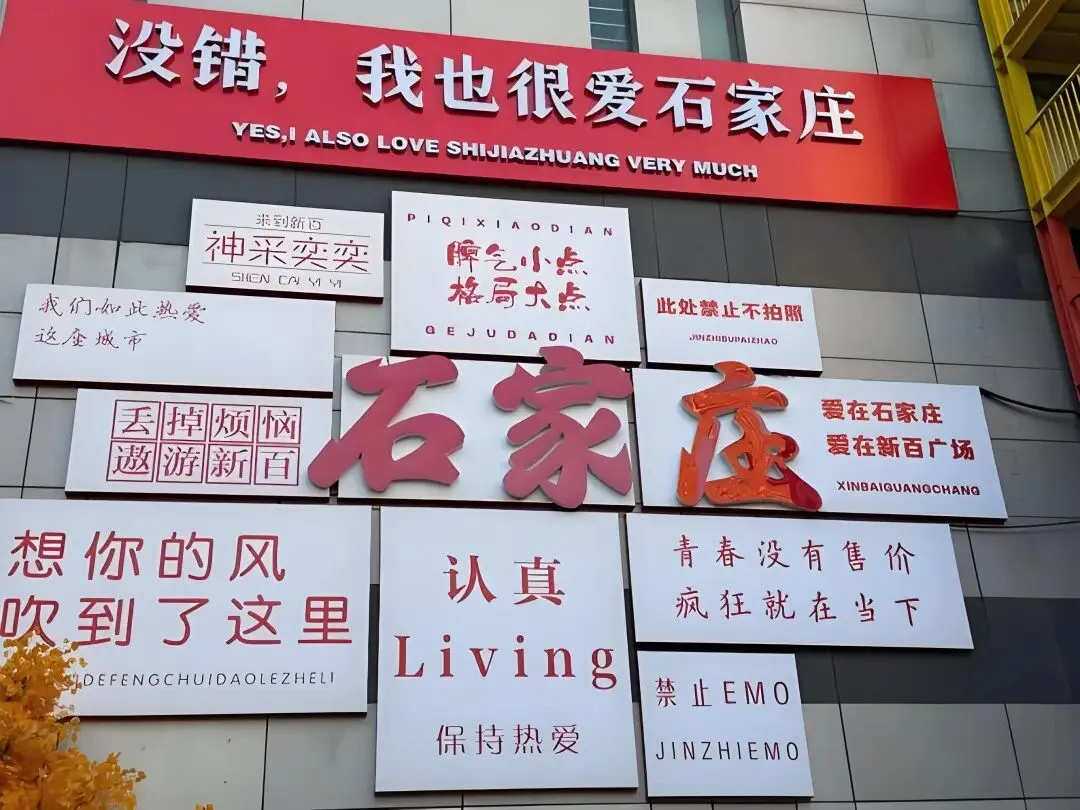 没错，我也很爱石家庄
YES,I ALSO LOVE SHIJIAZHUANG VERY MUCH
来到新百
神采奕奕
SHEN CAI YI YI
PIQIXIAODIAN
脾气小点
格局大点
GEJUDADIAN
此处禁止不拍照
JINZHIBUPAIZHAO
我们如此热爱
这座城市
丢掉烦恼
遨游新百
石家庄
爱在石家庄
爱在新百广场
XINBAIGUANGCHANG
想你的风
吹到了这里
IDEFENGCHUIDAOLEZHELI
认真
Living
保持热爱
青春没有售价
疯狂就在当下
禁止EMO
JINZHIEMO